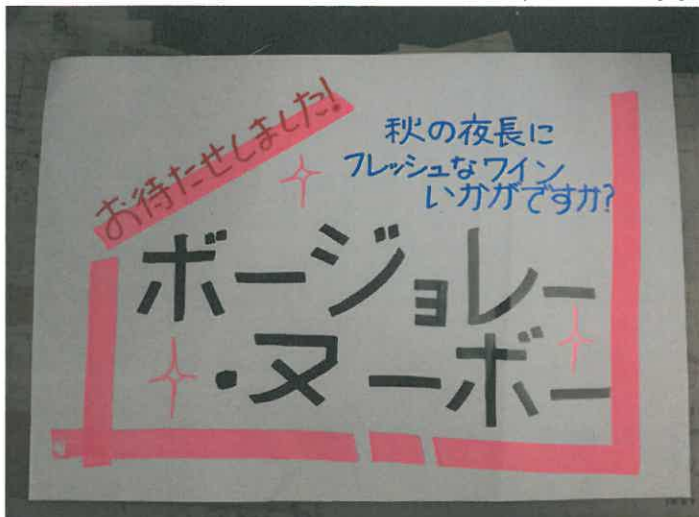 お待たせしました!
秋の夜長に
フレッシュなワイン
いかがですか?
ボージョレー
・ヌーボー